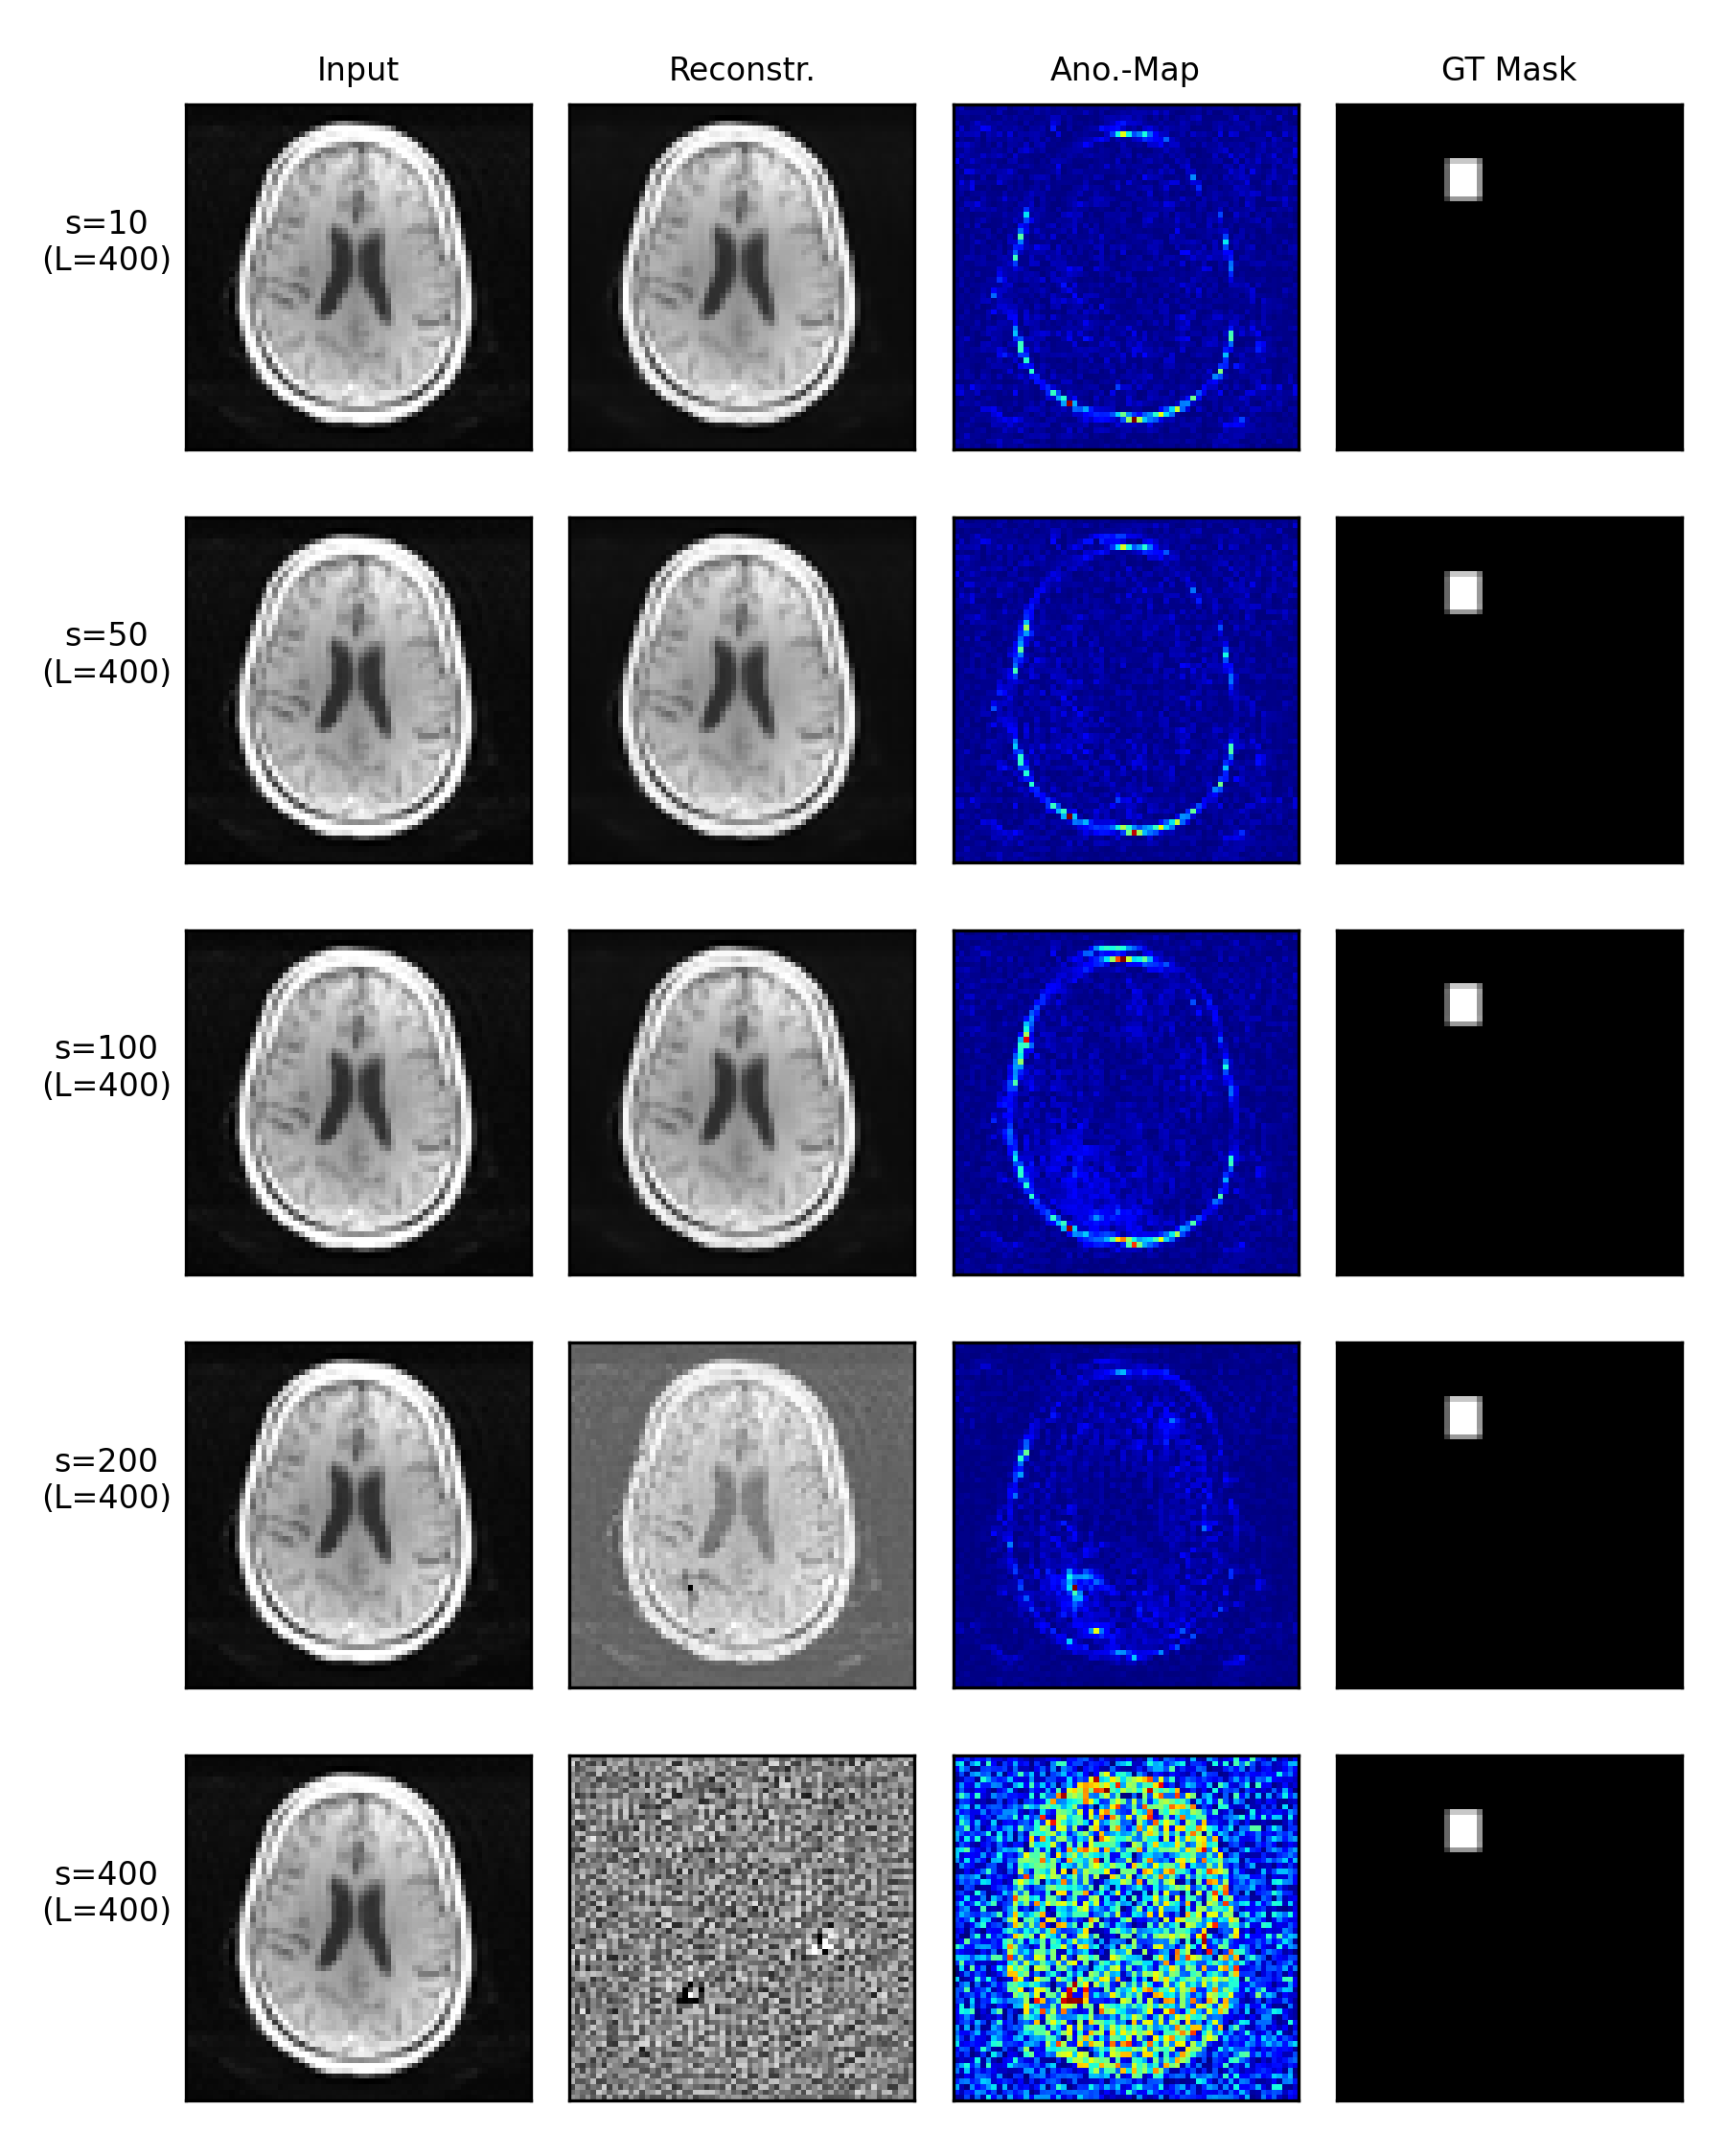 Input Reconstr. Ano.-Map GT Mask
s=10
(L=400)
s=50
(L=400)
s=100
(L=400)
s=200
(L=400)
s=400
(L=400)